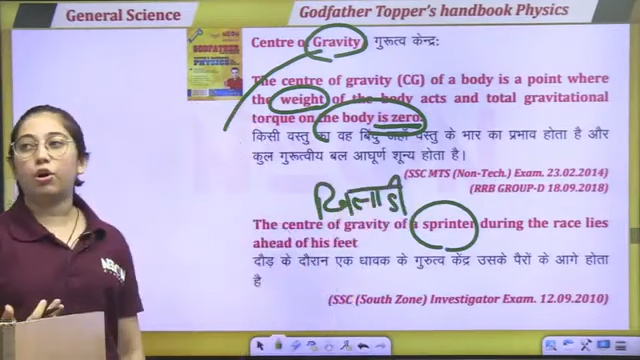 General Science
Godfather Topper's handbook Physics
Centre of Gravity गुरूत्व केन्द्र:
The centre of gravity (CG) of a body is a point where
the weight of the body acts and total gravitational
torque on the body is zero
किसी वस्तु का वह बिंदु जहाँ वस्तु के भार का प्रभाव होता है और
कुल गुरूत्वीय बल आघूर्ण शून्य होता है।
(SSC MTS (Non-Tech.) Exam. 23.02.2014)
(RRB GROUP-D 18.09.2018)
खिलाडी
The centre of gravity of a sprinter during the race lies
ahead of his feet
दौड़ के दौरान एक धावक के गुरुत्व केंद्र उसके पैरों के आगे होता
है
(SSC (South Zone) Investigator Exam. 12.09.2010)
GODFATHER
PHYSICS